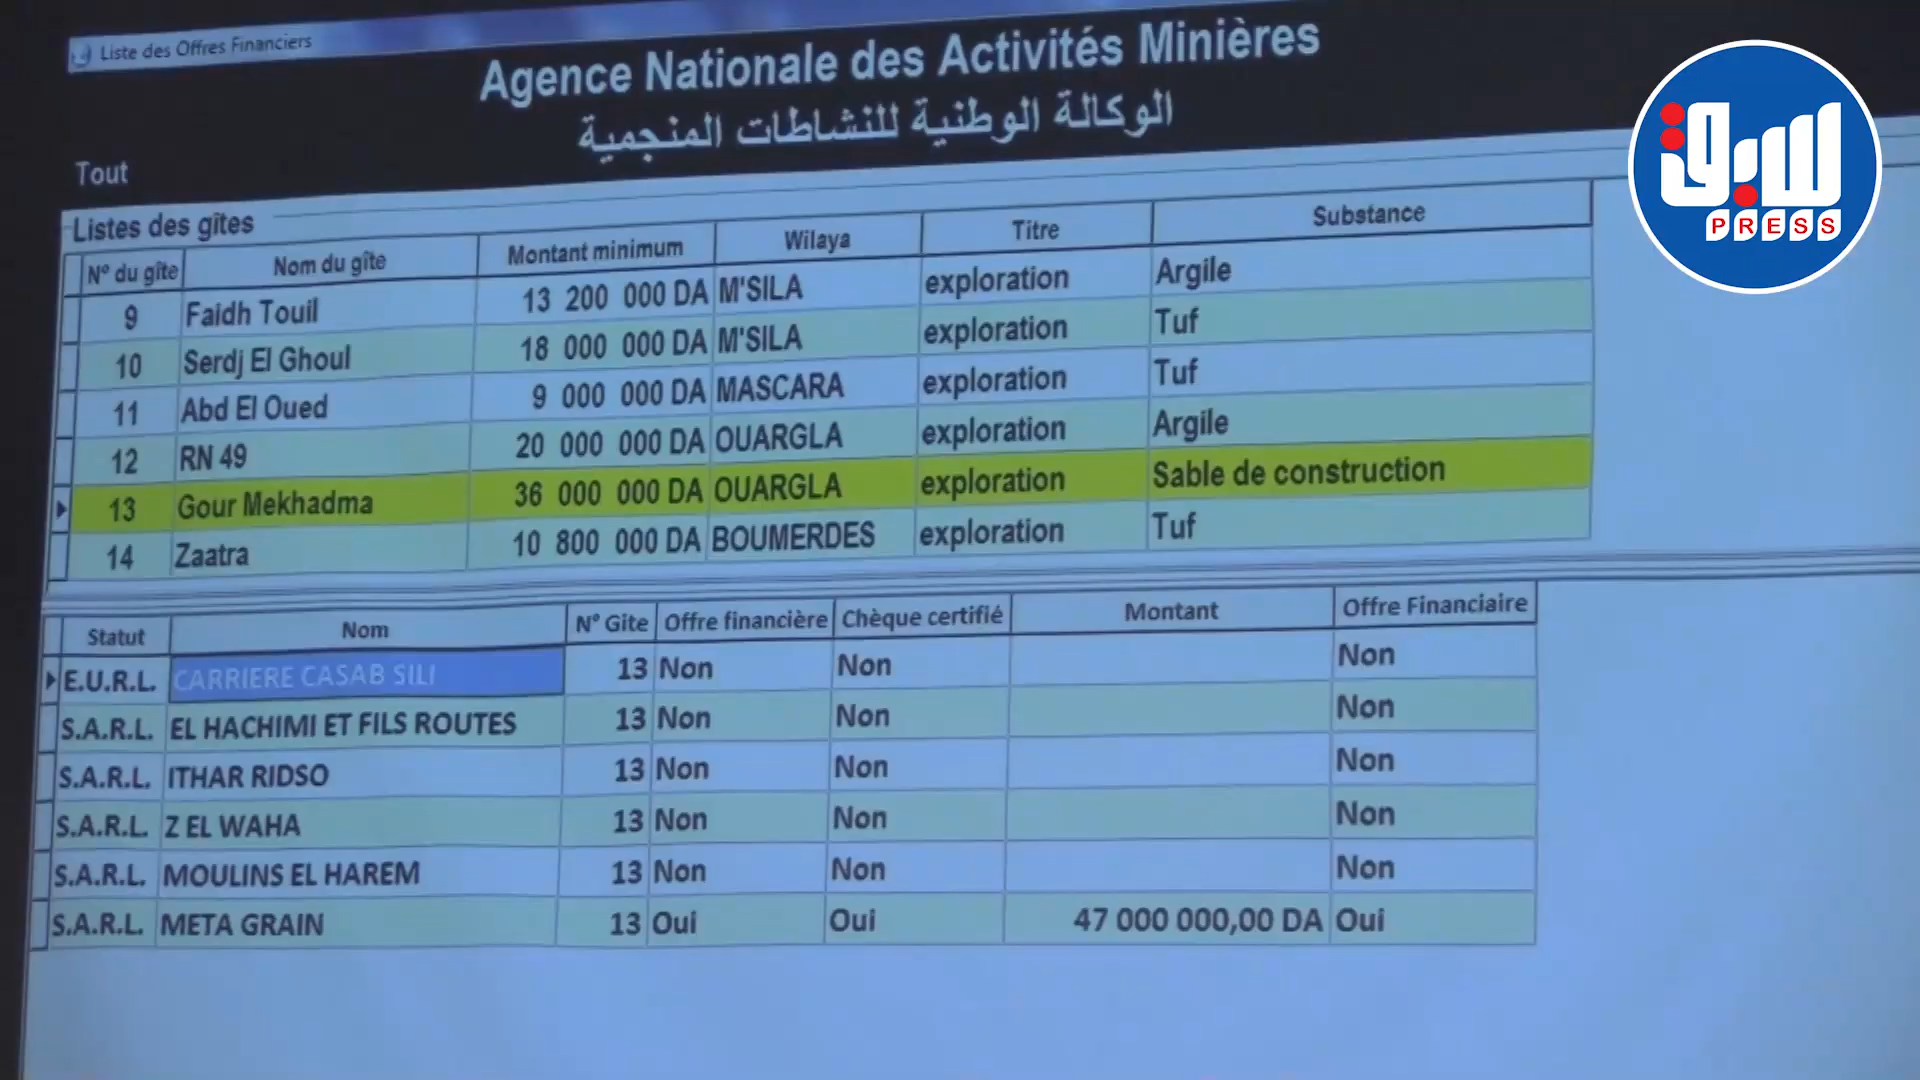 Liste des Offres Financiers
Agence Nationale des Activités Minières
الوكالة الوطنية للنشاطات المنجمية
سبق
PRESS
Tout
Listes des gîtes
N° du gîte Nom du gîte Montant minimum Wilaya Titre Substance
9 Faidh Touil 13 200 000 DA M'SILA exploration Argile
10 Serdj El Ghoul 18 000 000 DA M'SILA exploration Tuf
11 Abd El Oued 9 000 000 DA MASCARA exploration Tuf
12 RN 49 20 000 000 DA OUARGLA exploration Argile
13 Gour Mekhadma 36 000 000 DA OUARGLA exploration Sable de construction
14 Zaatra 10 800 000 DA BOUMERDES exploration Tuf
Statut Nom N° Gite Offre financière Chèque certifié Montant Offre Financiaire
E.U.R.L. CARRIERE CASAB SILI 13 Non Non Non
S.A.R.L. EL HACHIMI ET FILS ROUTES 13 Non Non Non
S.A.R.L. ITHAR RIDSO 13 Non Non Non
S.A.R.L. Z EL WAHA 13 Non Non Non
S.A.R.L. MOULINS EL HAREM 13 Non Non Non
S.A.R.L. META GRAIN 13 Oui Oui 47 000 000,00 DA Oui